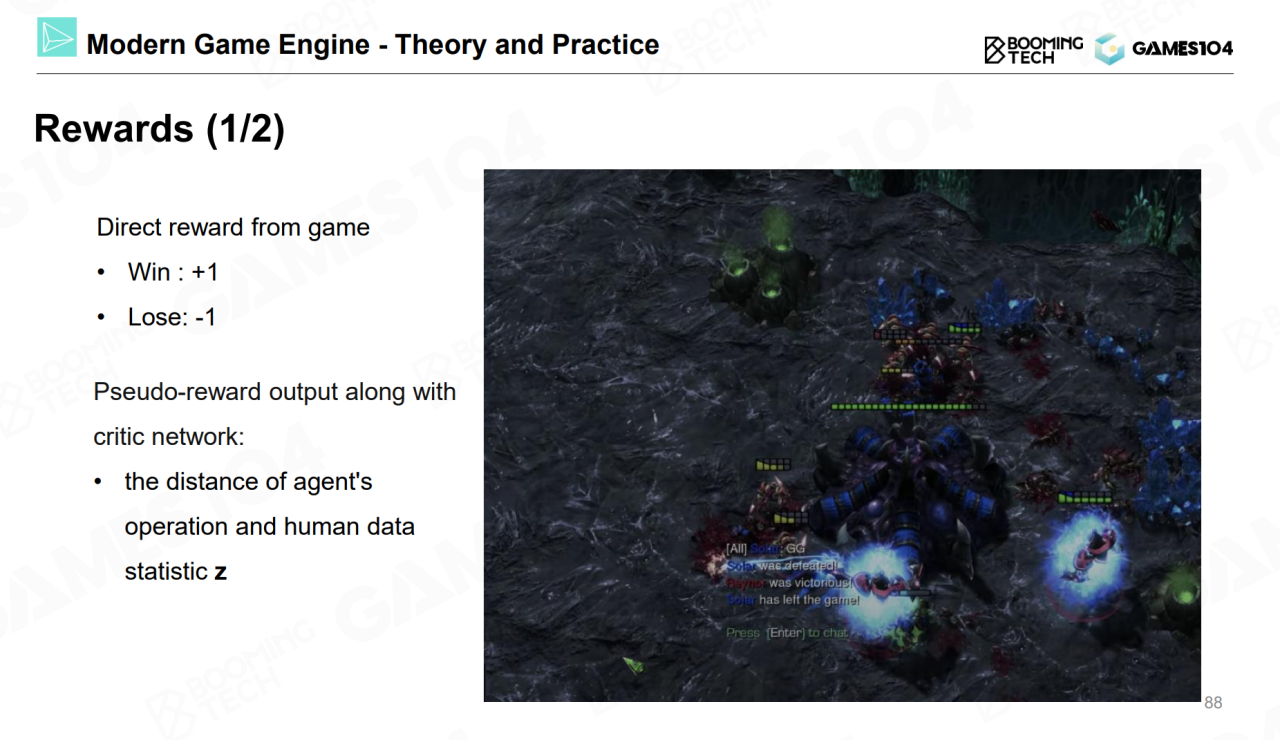 Modern Game Engine - Theory and Practice
BOOMING
TECH
GAMES104
Rewards (1/2)
Direct reward from game
• Win : +1
• Lose: -1
Pseudo-reward output along with
critic network:
• the distance of agent's
operation and human data
statistic z
[All] Solar: GG
Solar was defeated!
Reynor was victorious!
Solar has left the game!
Press [Enter] to chat
88